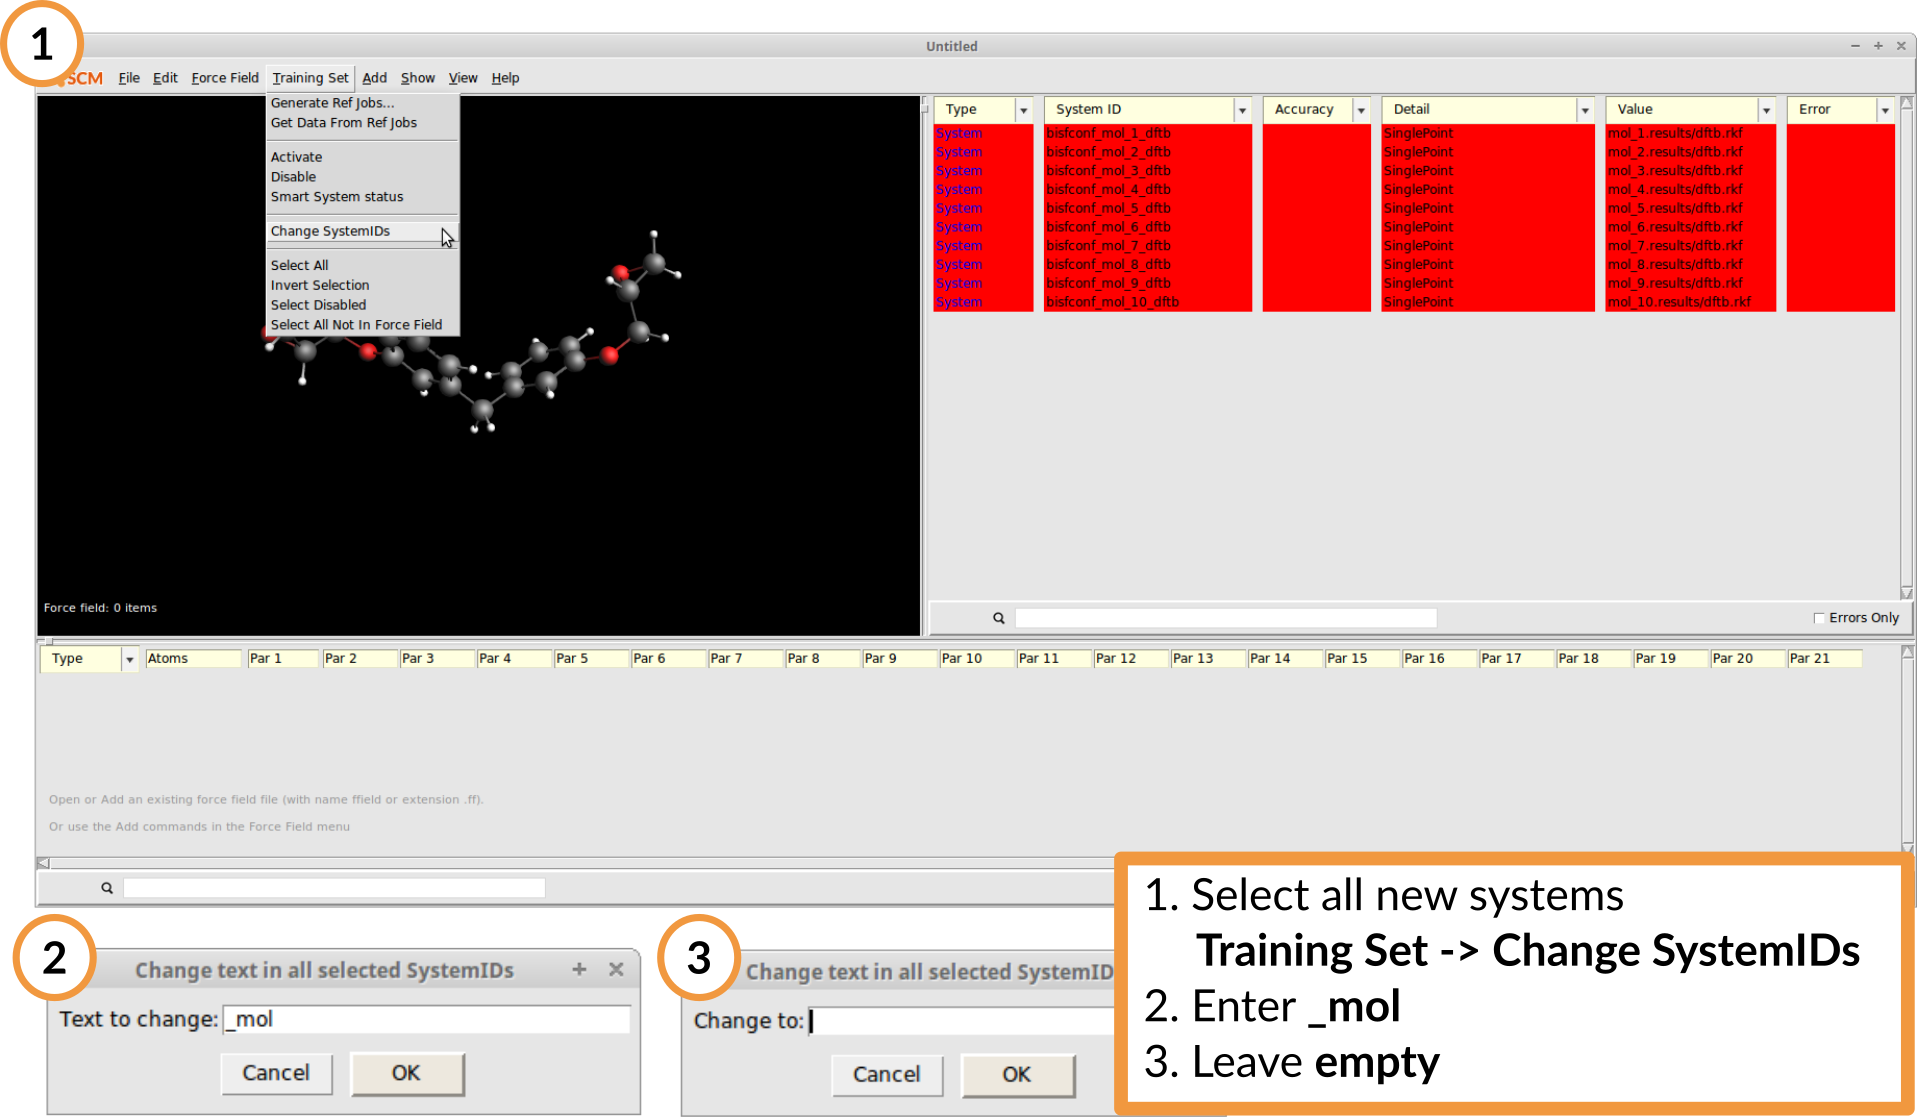 1
Untitled
SCM File Edit Force Field Training Set Add Show View Help
Generate Ref Jobs...
Get Data From Ref Jobs
Activate
Disable
Smart System status
Change SystemIDs
Select All
Invert Selection
Select Disabled
Select All Not In Force Field
Force field: 0 items
Type System ID Accuracy Detail Value Error
System bisfconf_mol_1_dftb SinglePoint mol_1.results/dftb.rkf
System bisfconf_mol_2_dftb SinglePoint mol_2.results/dftb.rkf
System bisfconf_mol_3_dftb SinglePoint mol_3.results/dftb.rkf
System bisfconf_mol_4_dftb SinglePoint mol_4.results/dftb.rkf
System bisfconf_mol_5_dftb SinglePoint mol_5.results/dftb.rkf
System bisfconf_mol_6_dftb SinglePoint mol_6.results/dftb.rkf
System bisfconf_mol_7_dftb SinglePoint mol_7.results/dftb.rkf
System bisfconf_mol_8_dftb SinglePoint mol_8.results/dftb.rkf
System bisfconf_mol_9_dftb SinglePoint mol_9.results/dftb.rkf
System bisfconf_mol_10_dftb SinglePoint mol_10.results/dftb.rkf
Errors Only
Type Atoms Par 1 Par 2 Par 3 Par 4 Par 5 Par 6 Par 7 Par 8 Par 9 Par 10 Par 11 Par 12 Par 13 Par 14 Par 15 Par 16 Par 17 Par 18 Par 19 Par 20 Par 21
Open or Add an existing force field file (with name ffield or extension .ff).
Or use the Add commands in the Force Field menu
2
Change text in all selected SystemIDs
Text to change: _mol
Cancel OK
3
Change text in all selected SystemID
Change to:
Cancel OK
1. Select all new systems
Training Set -> Change SystemIDs
2. Enter _mol
3. Leave empty